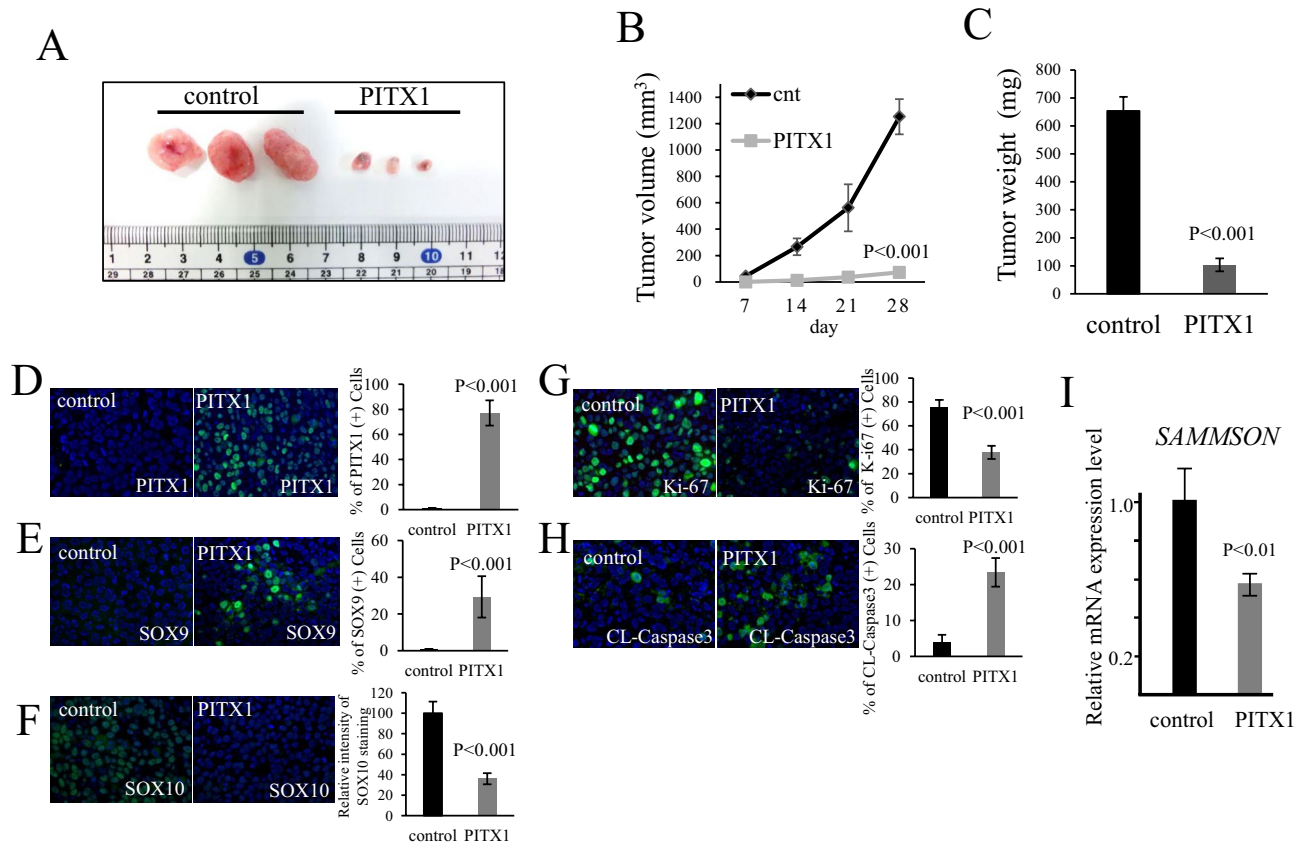 A
control PITX1
1 2 3 4 5 6 7 8 9 10 11 12
29 28 27 26 25 24 23 22 21 20 19 18
B
Tumor volume (mm3)
1400
1200
1000
800
600
400
200
0
cnt
PITX1
P<0.001
7 14 21 28
day
C
Tumor weight (mg)
800
700
600
500
400
300
200
100
0
P<0.001
control PITX1
D
control PITX1
PITX1 PITX1
% of PITX1 (+) Cells
100
80
60
40
20
0
P<0.001
control PITX1
E
control PITX1
SOX9 SOX9
% of SOX9 (+) Cells
60
40
20
0
P<0.001
control PITX1
F
control PITX1
SOX10 SOX10
Relative intensity of
SOX10 staining
120
100
80
60
40
20
0
P<0.001
control PITX1
G
control PITX1
Ki-67 Ki-67
% of K-i67 (+) Cells
100
80
60
40
20
0
P<0.001
control PITX1
H
control PITX1
CL-Caspase3 CL-Caspase3
% of CL-Caspase3 (+) Cells
30
20
10
0
P<0.001
control PITX1
I
SAMMSON
Relative mRNA expression level
1.0
0.2
P<0.01
control PITX1